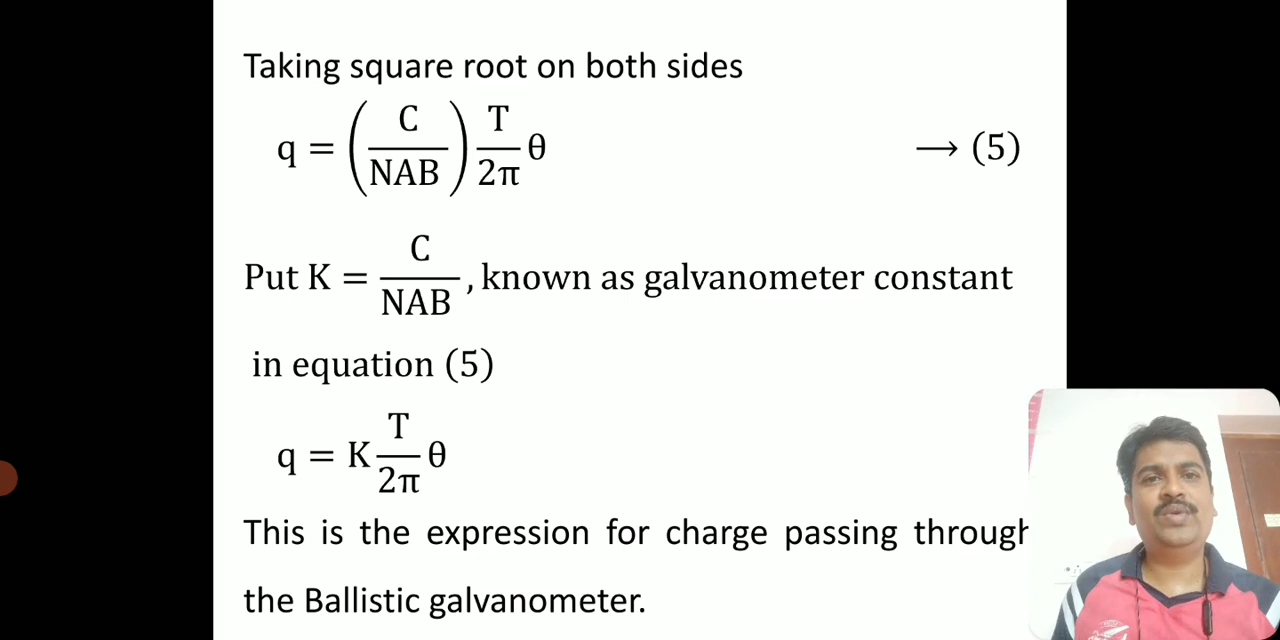 Taking square root on both sides
q = (C/NAB) T/2π θ → (5)
Put K = C/NAB , known as galvanometer constant
in equation (5)
q = K T/2π θ
This is the expression for charge passing through
the Ballistic galvanometer.